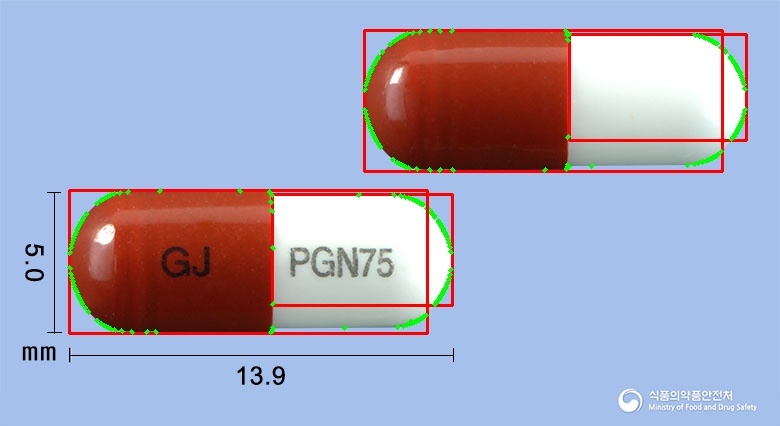 GJ PGN75
5.0
mm
13.9
식품의약품안전처
Ministry of Food and Drug Safety